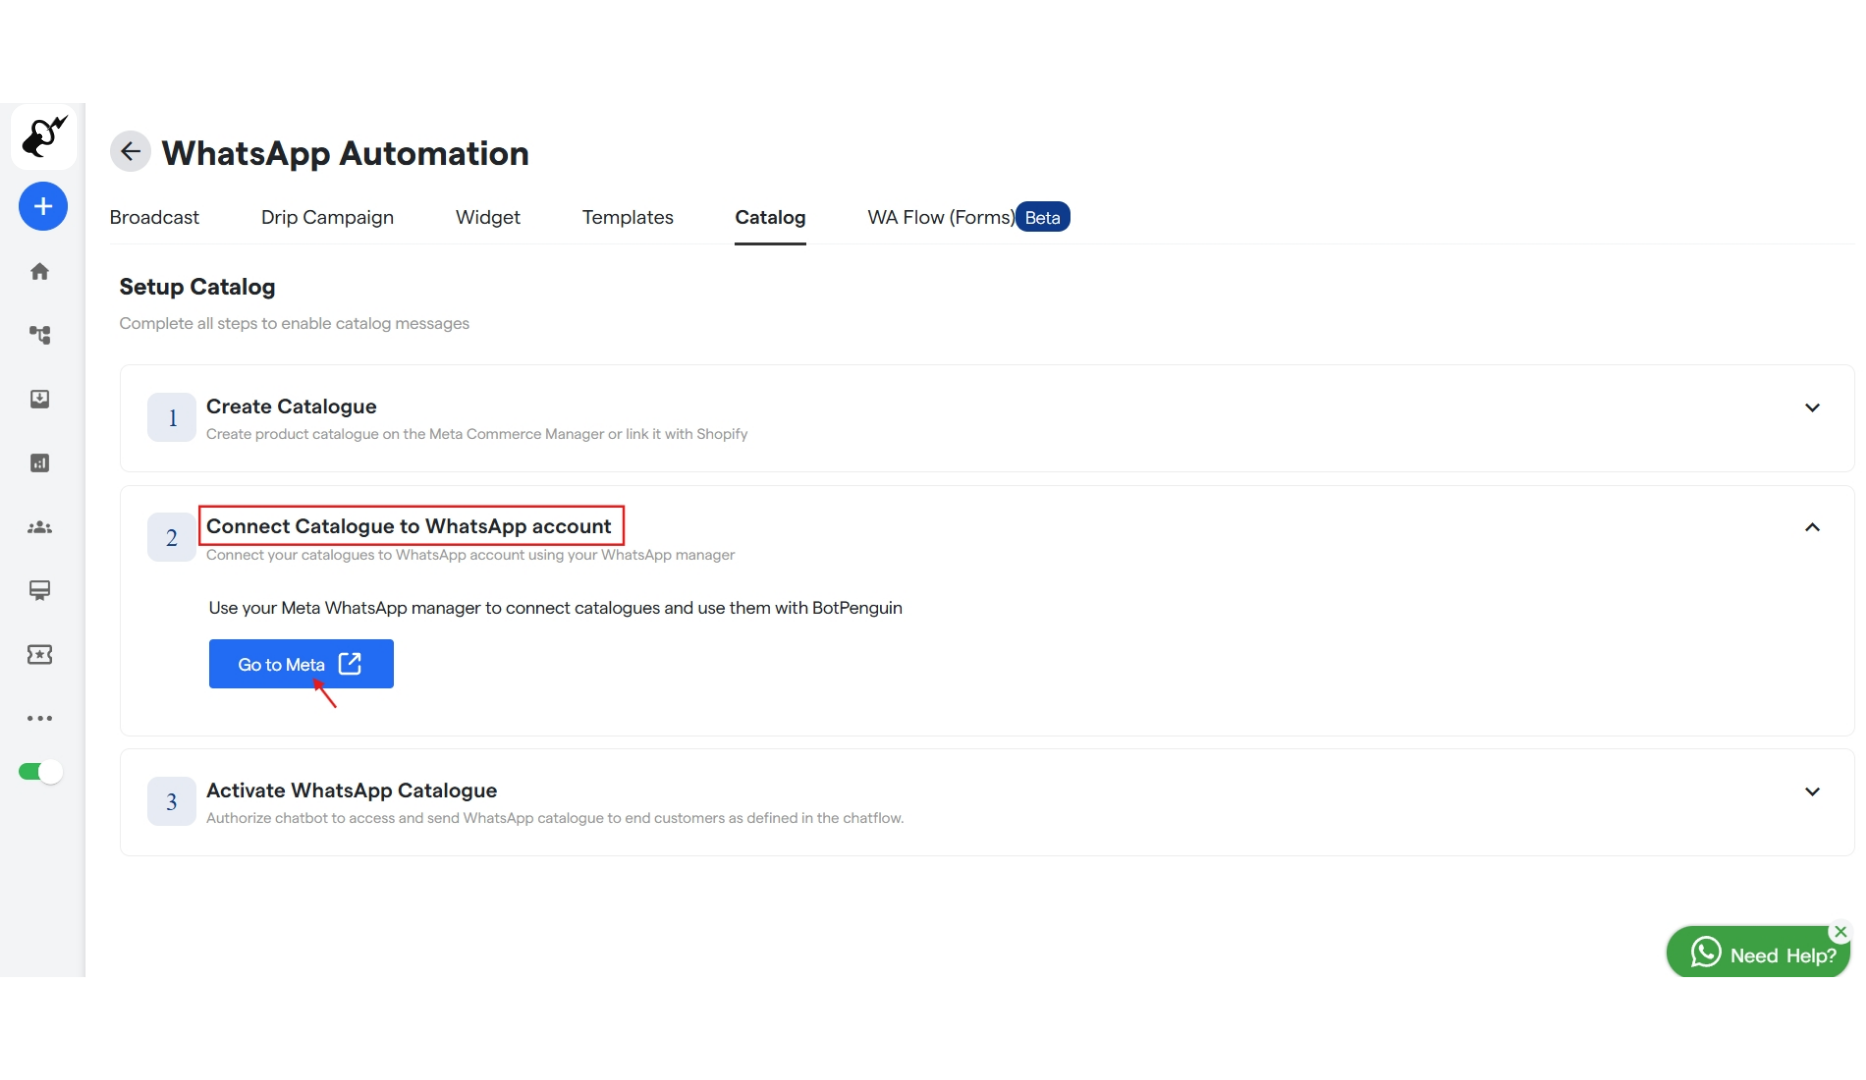 WhatsApp Automation
Broadcast Drip Campaign Widget Templates Catalog WA Flow (Forms) Beta
Setup Catalog
Complete all steps to enable catalog messages
1 Create Catalogue
Create product catalogue on the Meta Commerce Manager or link it with Shopify
2 Connect Catalogue to WhatsApp account
Connect your catalogues to WhatsApp account using your WhatsApp manager
Use your Meta WhatsApp manager to connect catalogues and use them with BotPenguin
Go to Meta
3 Activate WhatsApp Catalogue
Authorize chatbot to access and send WhatsApp catalogue to end customers as defined in the chatflow.
Need Help?